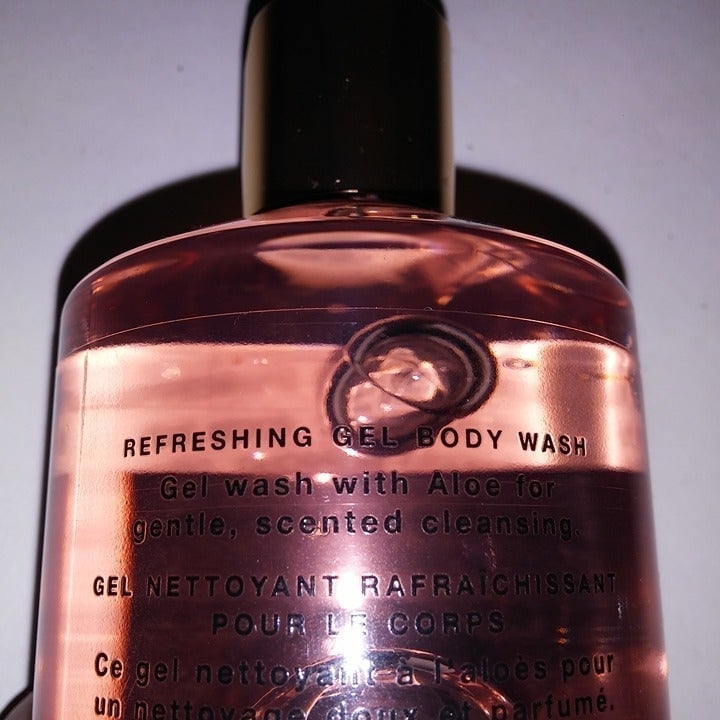 REFRESHING GEL BODY WASH
Gel wash with Aloe for
gentle, scented cleansing.
GEL NETTOYANT RAFRAÎCHISSANT
POUR LE CORPS
Ce gel nettoyant à l'aloès pour
un nettoyage doux et parfumé.